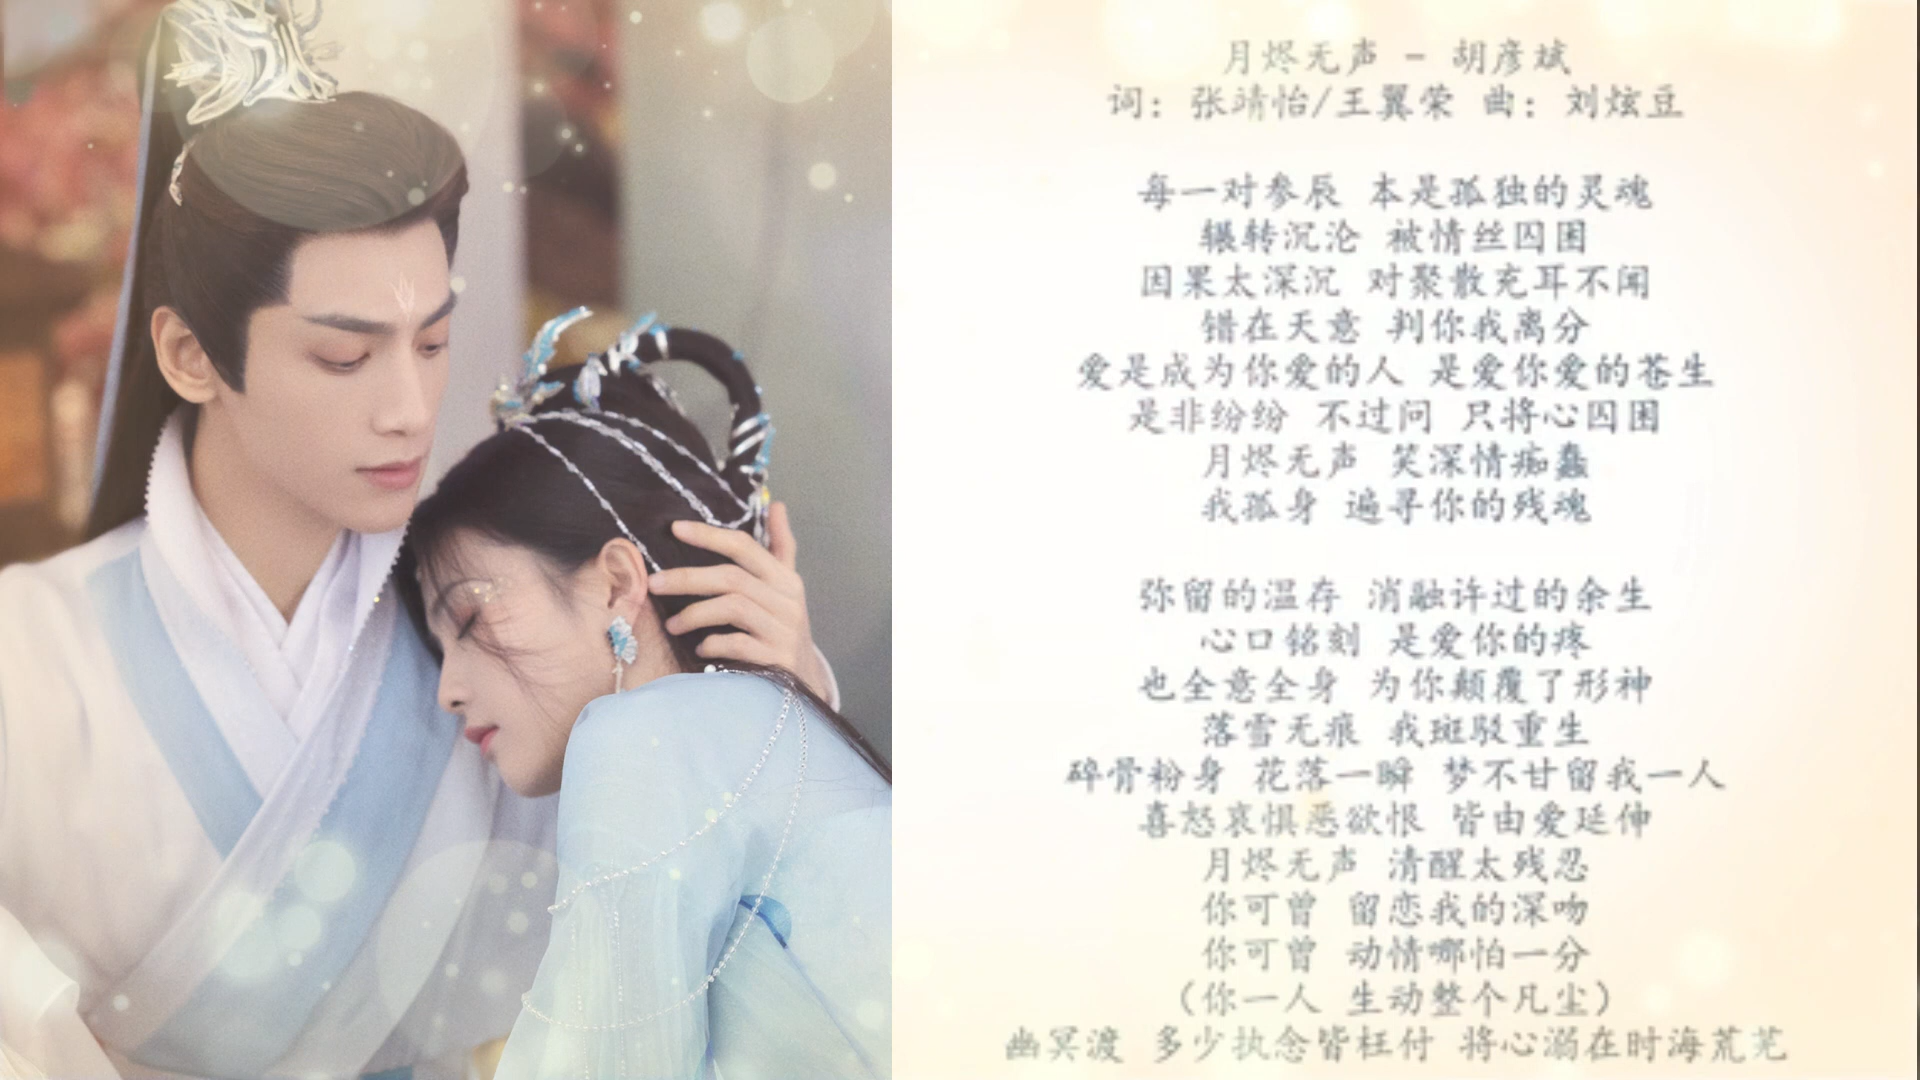 月烬无声 - 胡彦斌
词：张靖怡/王翼荣 曲：刘炫豆
每一对参辰 本是孤独的灵魂
辗转沉沦 被情丝囚困
因果太深沉 对聚散充耳不闻
错在天意 判你我离分
爱是成为你爱的人 是爱你爱的苍生
是非纷纷 不过问 只将心囚困
月烬无声 笑深情痴蠢
我孤身 遍寻你的残魂
弥留的温存 消融许过的余生
心口铭刻 是爱你的疼
也全意全身 为你颠覆了形神
落雪无痕 我斑驳重生
碎骨粉身 花落一瞬 梦不甘留我一人
喜怒哀惧恶欲恨 皆由爱延伸
月烬无声 清醒太残忍
你可曾 留恋我的深吻
你可曾 动情哪怕一分
（你一人 生动整个凡尘）
幽冥渡 多少执念皆枉付 将心溺在时海荒芜